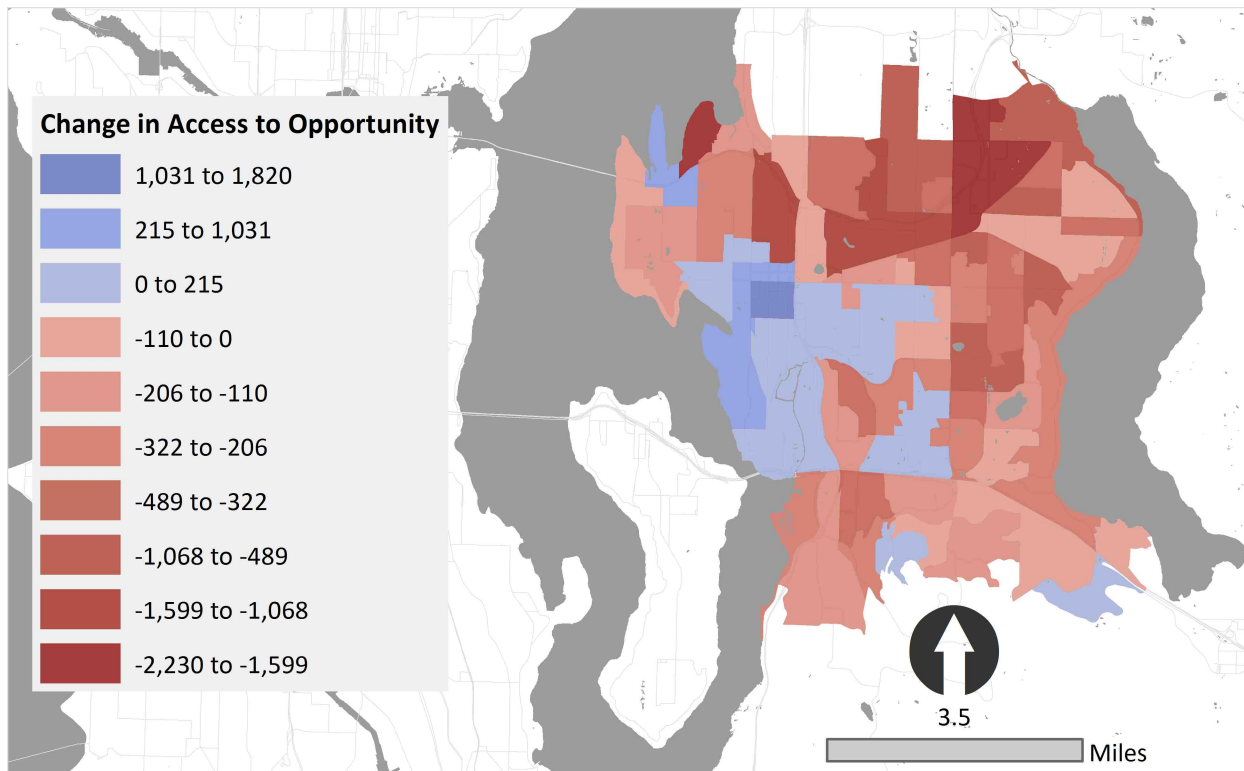 Change in Access to Opportunity
1,031 to 1,820
215 to 1,031
0 to 215
-110 to 0
-206 to -110
-322 to -206
-489 to -322
-1,068 to -489
-1,599 to -1,068
-2,230 to -1,599
3.5
Miles